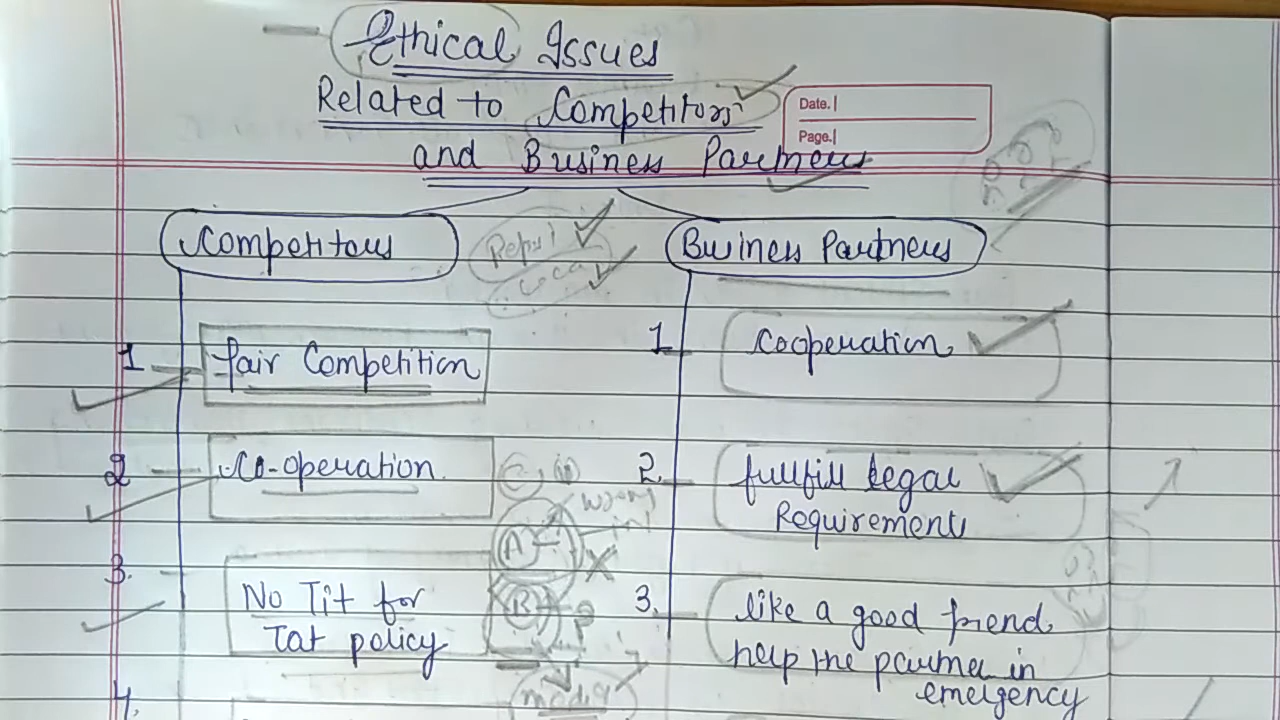 Ethical Issues
Related to Competitors
and Business Partners
Date.
Page.
Competitors
Pepsi
coca
Business Partners
1 fair Competition
1 Cooperation
2 Co-operation
2. fullfill legal
Requirements
C
wrong
A
B
3. No Tit for
Tat policy
3. like a good friend
help the partner in
emergency
media
4.